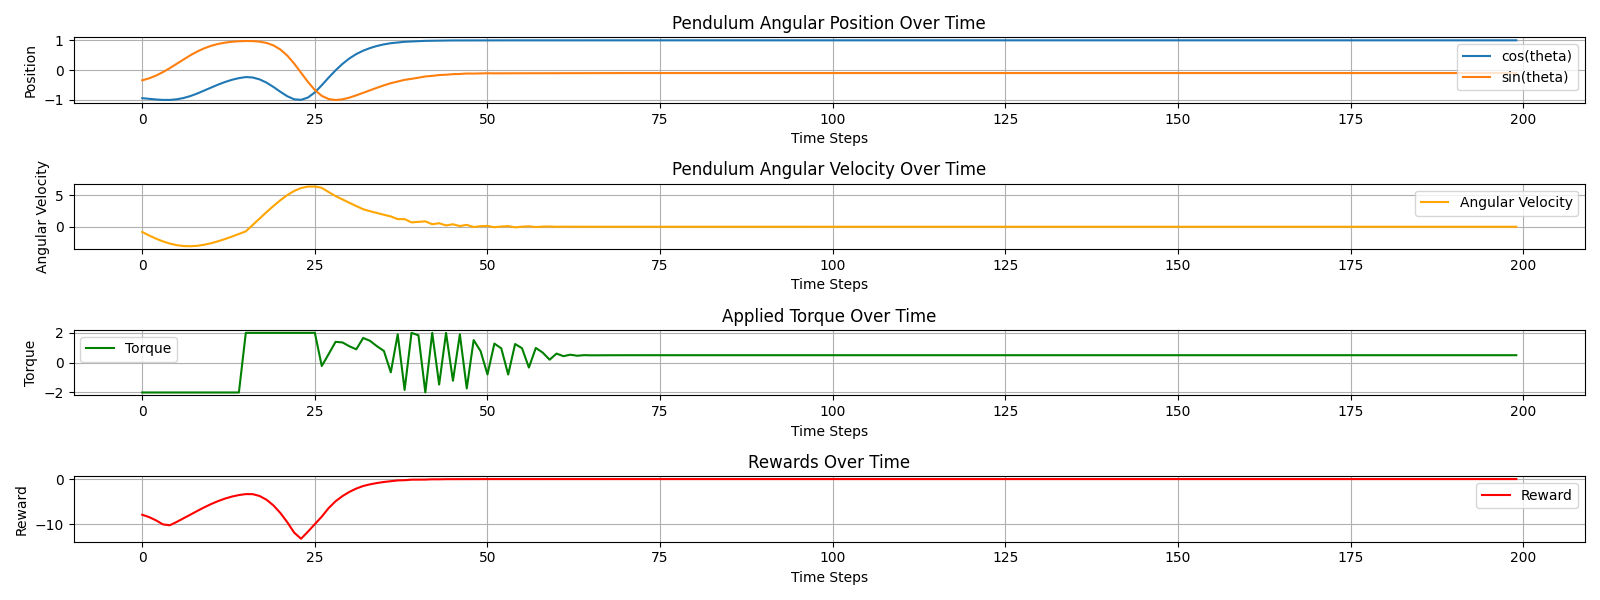 Pendulum Angular Position Over Time
Position
1
0
−1
cos(theta)
sin(theta)
0 25 50 75 100 125 150 175 200
Time Steps
Pendulum Angular Velocity Over Time
Angular Velocity
5
0
Angular Velocity
0 25 50 75 100 125 150 175 200
Time Steps
Applied Torque Over Time
Torque
2
0
−2
Torque
0 25 50 75 100 125 150 175 200
Time Steps
Rewards Over Time
Reward
0
−10
Reward
0 25 50 75 100 125 150 175 200
Time Steps